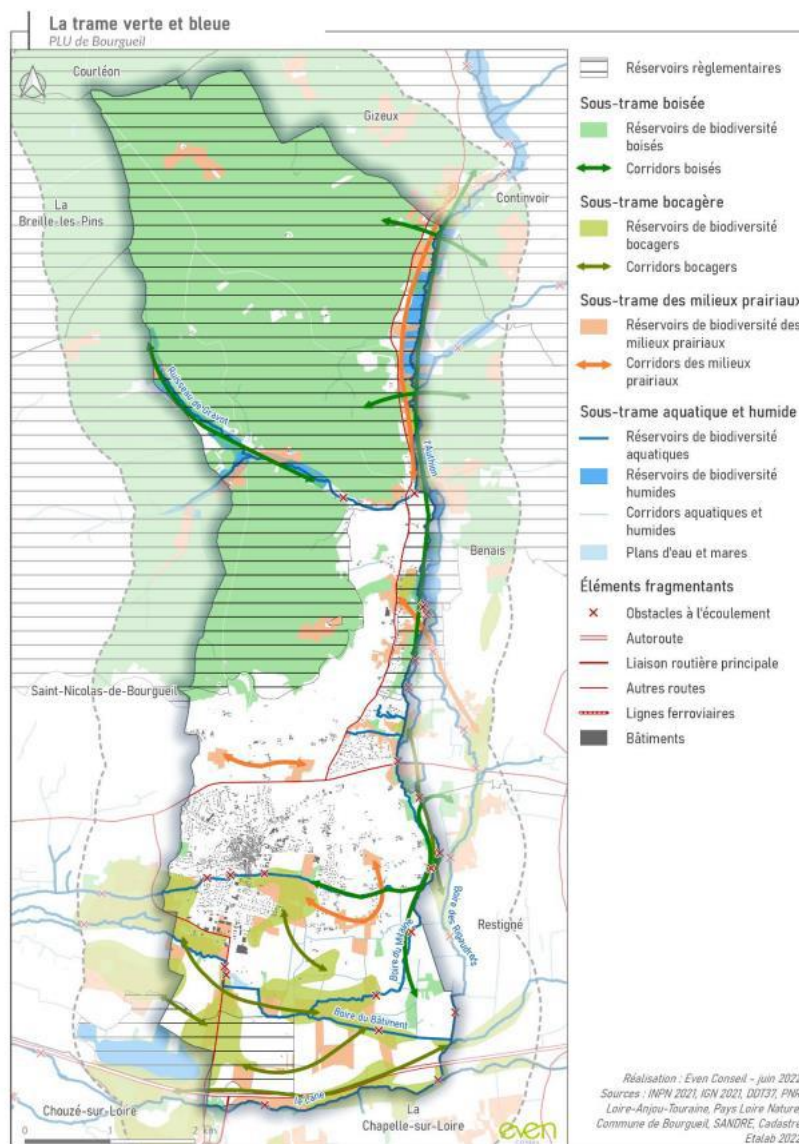 La trame verte et bleue
PLU de Bourgueil
Courléon
Gizeux
La
Breille-les-Pins
Continvoir
Ruisseau de Gravot
l'Authion
Benais
Saint-Nicolas-de-Bourgueil
Restigné
Boire du Bâtiment
le Lane
Chouzé-sur-Loire
La
Chapelle-sur-Loire
0 1 2 km
even
CONSEIL
Réservoirs règlementaires
Sous-trame boisée
Réservoirs de biodiversité
boisés
Corridors boisés
Sous-trame bocagère
Réservoirs de biodiversité
bocagers
Corridors bocagers
Sous-trame des milieux prairiaux
Réservoirs de biodiversité des
milieux prairiaux
Corridors des milieux
prairiaux
Sous-trame aquatique et humide
Réservoirs de biodiversité
aquatiques
Réservoirs de biodiversité
humides
Corridors aquatiques et
humides
Plans d'eau et mares
Éléments fragmentants
Obstacles à l'écoulement
Autoroute
Liaison routière principale
Autres routes
Lignes ferroviaires
Bâtiments
Réalisation : Even Conseil - juin 2022
Sources : INPN 2021, IGN 2021, DDT37, PNR
Loire-Anjou-Touraine, Pays Loire Nature,
Commune de Bourgueil, SANDRE, Cadastre
Etalab 2022